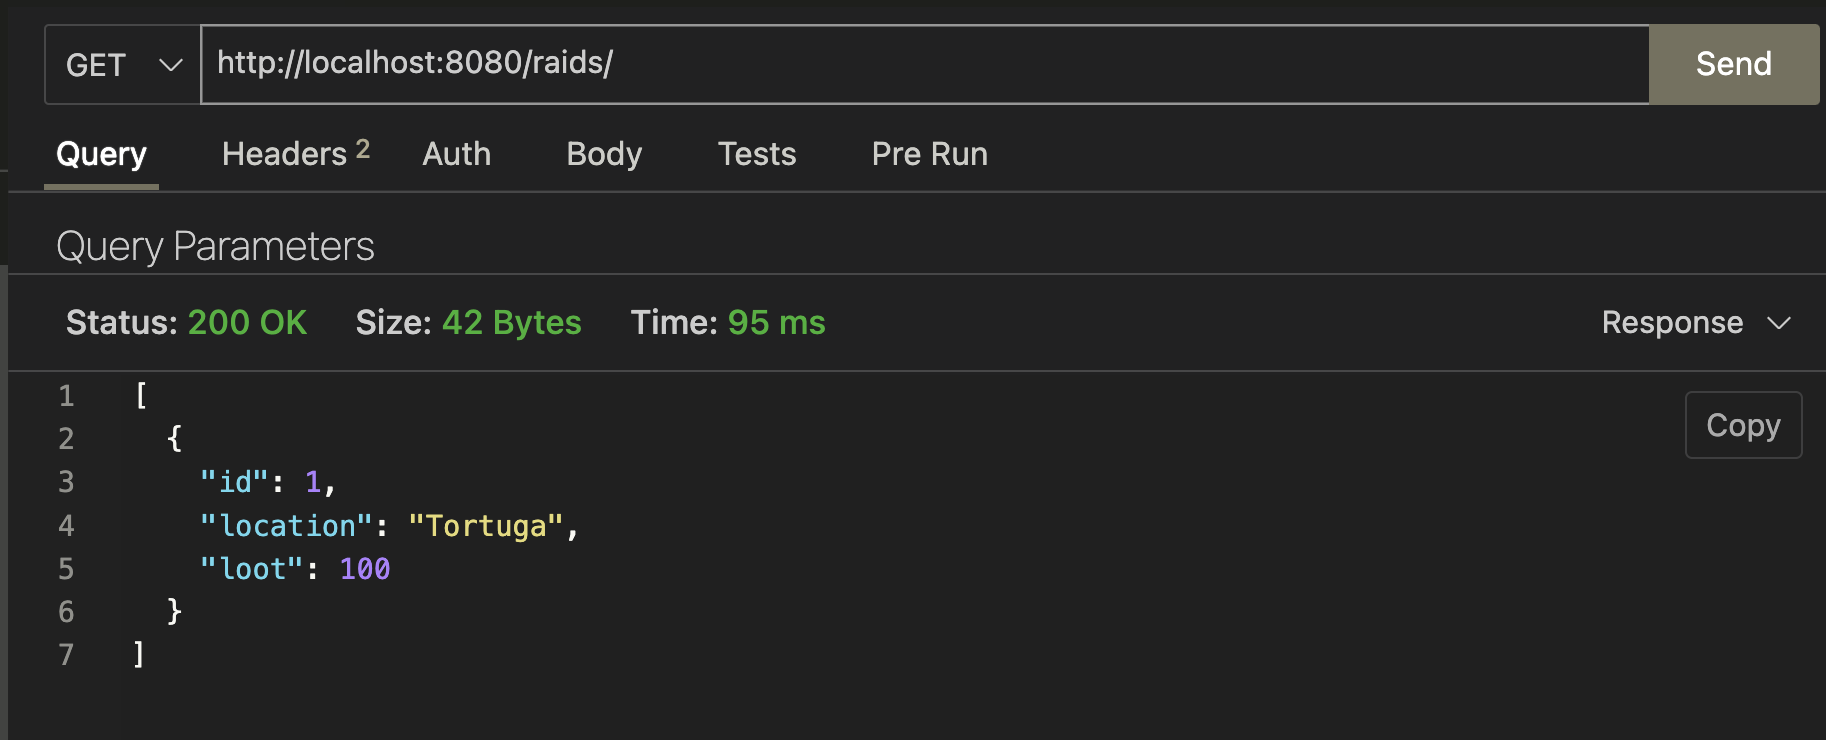 GET http://localhost:8080/raids/ Send
Query Headers 2 Auth Body Tests Pre Run
Query Parameters
Status: 200 OK Size: 42 Bytes Time: 95 ms Response
1 [
2 {
3 "id": 1,
4 "location": "Tortuga",
5 "loot": 100
6 }
7 ]
Copy